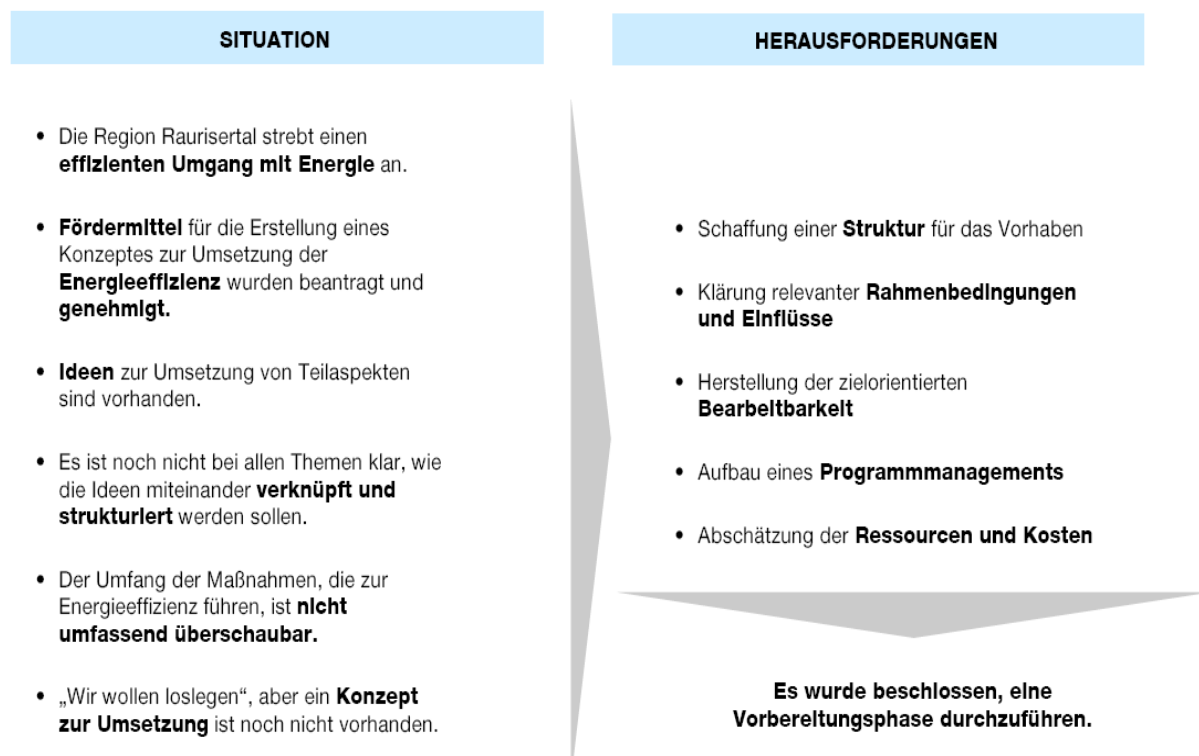 SITUATION
• Die Region Raurisertal strebt einen
effizienten Umgang mit Energie an.
• Fördermittel für die Erstellung eines
Konzeptes zur Umsetzung der
Energieeffizienz wurden beantragt und
genehmigt.
• Ideen zur Umsetzung von Teilaspekten
sind vorhanden.
• Es ist noch nicht bei allen Themen klar, wie
die Ideen miteinander verknüpft und
strukturiert werden sollen.
• Der Umfang der Maßnahmen, die zur
Energieeffizienz führen, ist nicht
umfassend überschaubar.
• „Wir wollen loslegen“, aber ein Konzept
zur Umsetzung ist noch nicht vorhanden.
HERAUSFORDERUNGEN
• Schaffung einer Struktur für das Vorhaben
• Klärung relevanter Rahmenbedingungen
und Einflüsse
• Herstellung der zielorientierten
Bearbeitbarkeit
• Aufbau eines Programmmanagements
• Abschätzung der Ressourcen und Kosten
Es wurde beschlossen, eine
Vorbereitungsphase durchzuführen.